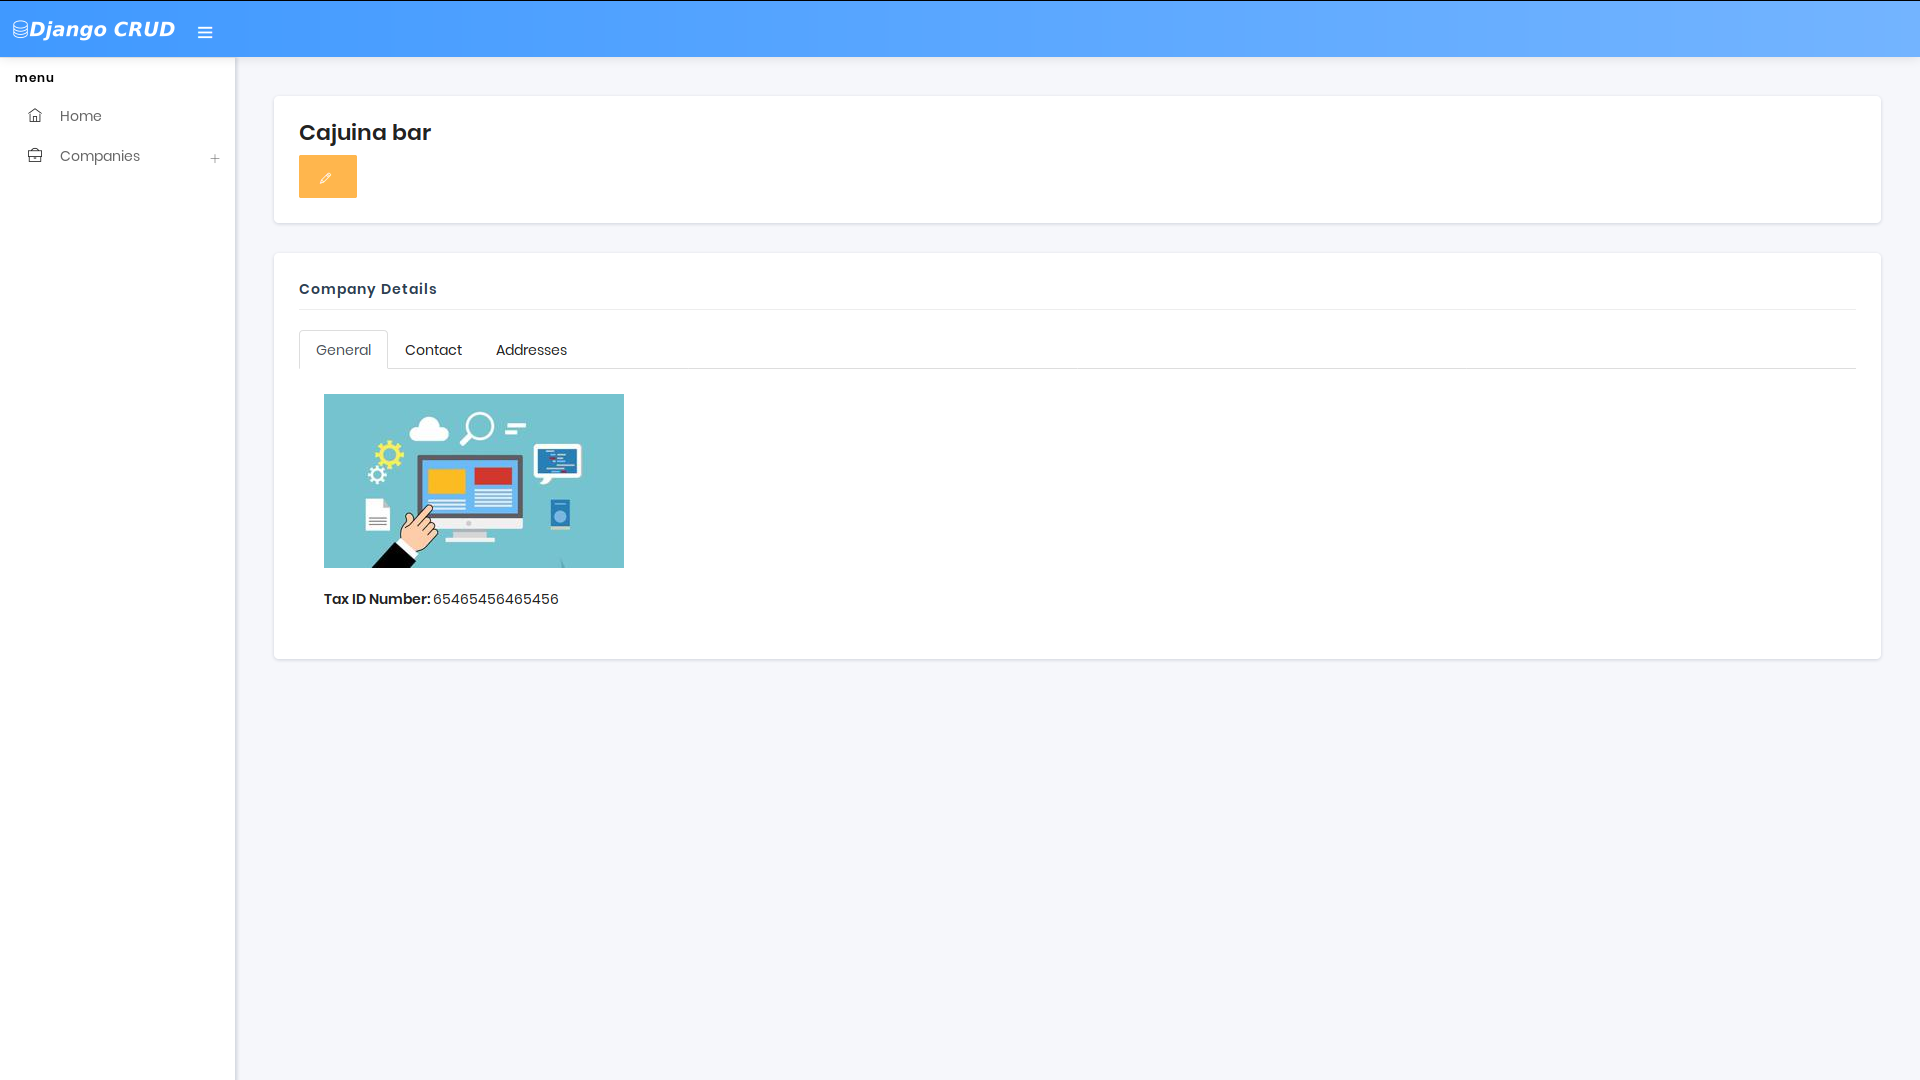 Django CRUD
menu
Home
Companies
Cajuina bar
Company Details
General Contact Addresses
Tax ID Number: 65465456465456